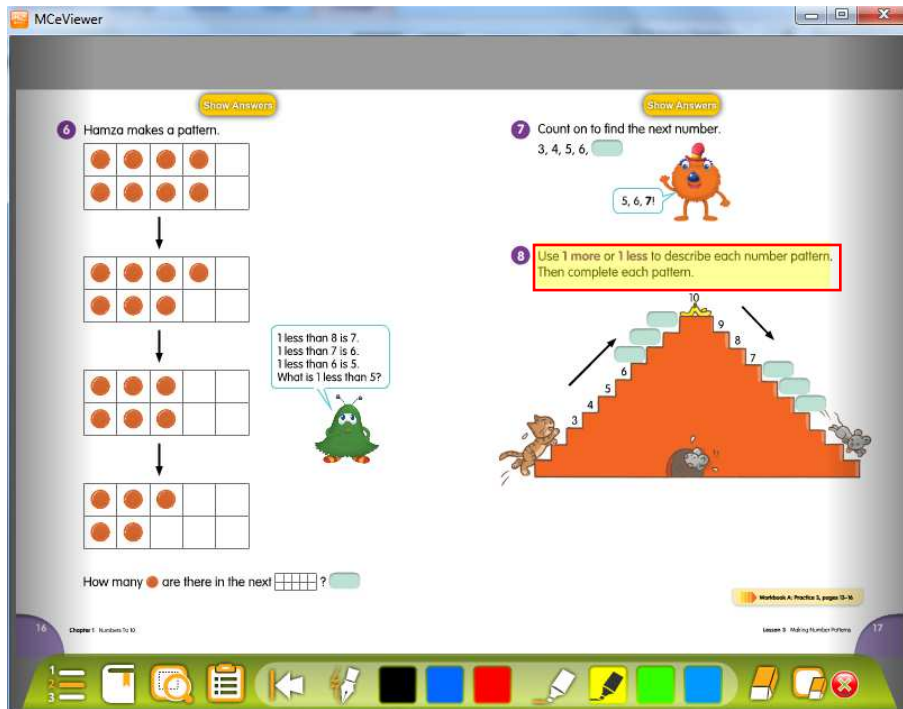 MCeViewer
Show Answers
6 Hamza makes a pattern.
1 less than 8 is 7.
1 less than 7 is 6.
1 less than 6 is 5.
What is 1 less than 5?
How many are there in the next ?
16 Chapter 1 Numbers To 10
Show Answers
7 Count on to find the next number.
3, 4, 5, 6,
5, 6, 7!
8 Use 1 more or 1 less to describe each number pattern.
Then complete each pattern.
3
4
5
6
10
9
8
7
Workbook A: Practice 3, pages 13–16
Lesson 3 Making Number Patterns 17
1
2
3